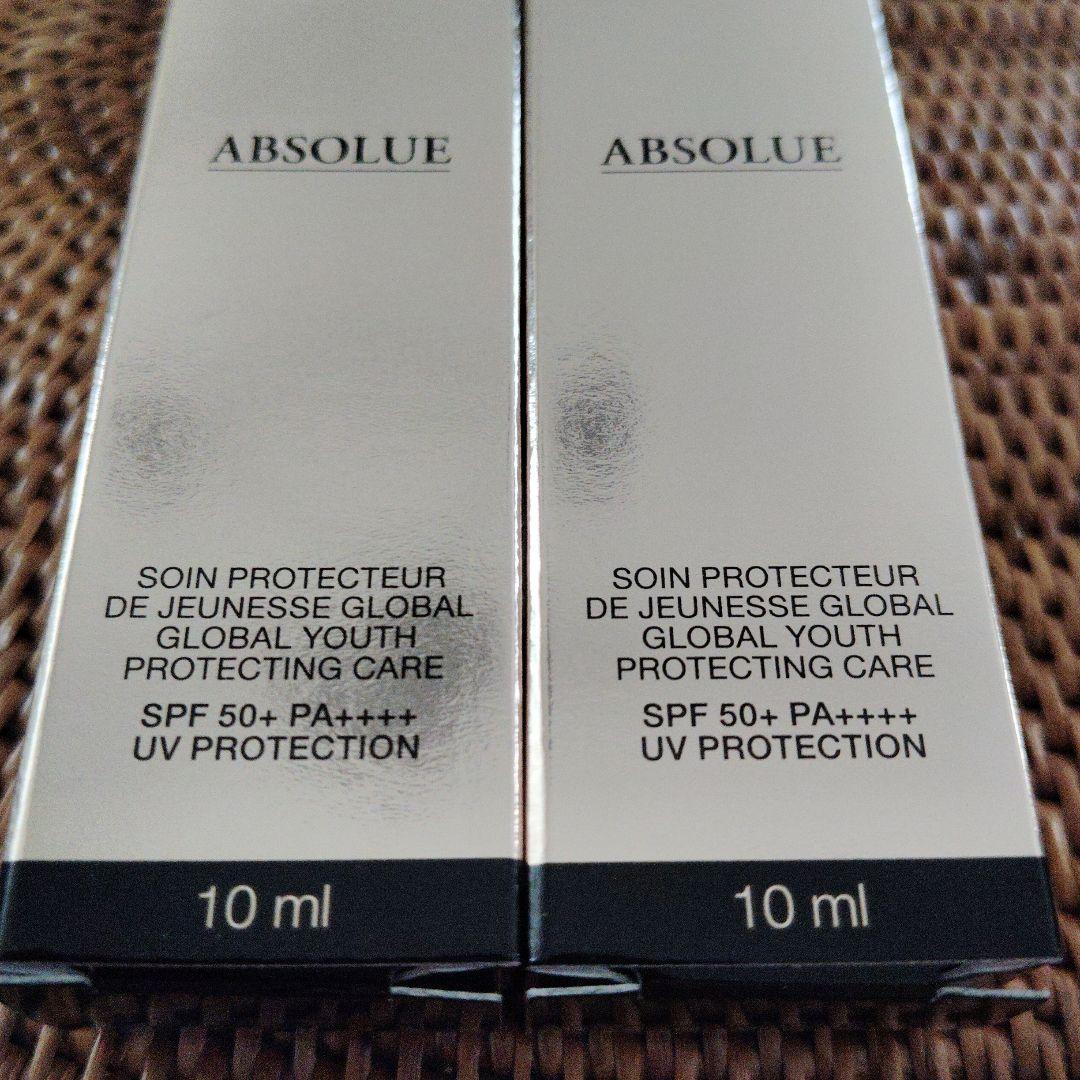 ABSOLUE
SOIN PROTECTEUR
DE JEUNESSE GLOBAL
GLOBAL YOUTH
PROTECTING CARE
SPF 50+ PA++++
UV PROTECTION
10 ml
ABSOLUE
SOIN PROTECTEUR
DE JEUNESSE GLOBAL
GLOBAL YOUTH
PROTECTING CARE
SPF 50+ PA++++
UV PROTECTION
10 ml